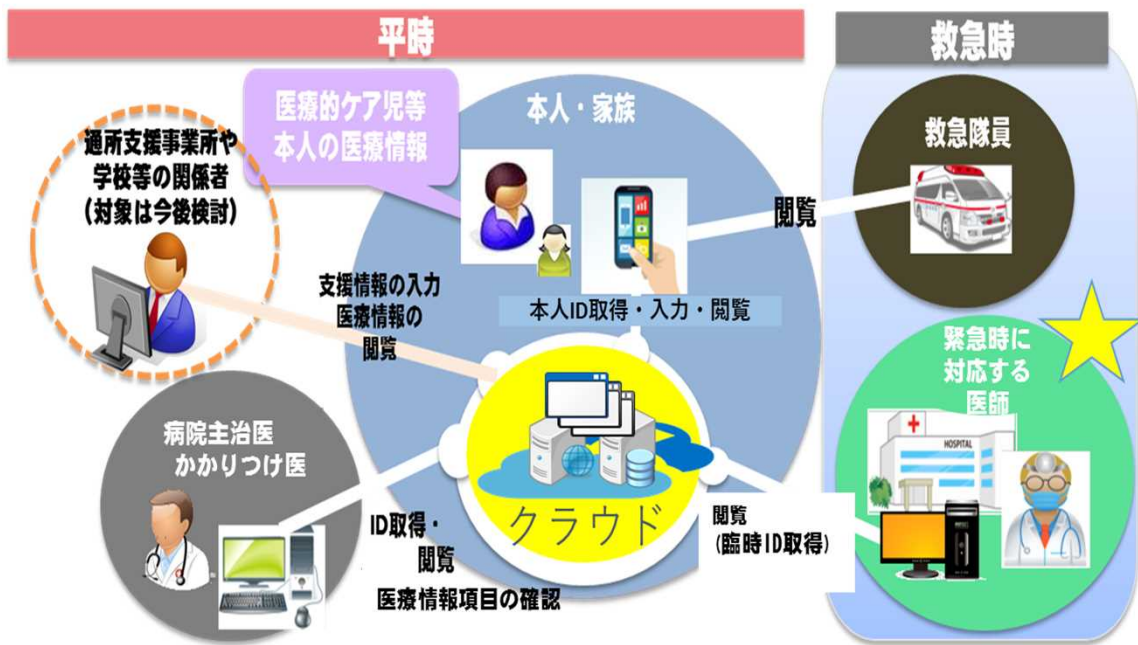 平時
救急時
医療的ケア児等
本人の医療情報
本人・家族
救急隊員
通所支援事業所や
学校等の関係者
(対象は今後検討)
閲覧
支援情報の入力
医療情報の
閲覧
本人ID取得・入力・閲覧
緊急時に
対応する
医師
HOSPITAL
病院主治医
かかりつけ医
クラウド
ID取得・
閲覧
医療情報項目の確認
閲覧
(臨時ID取得)